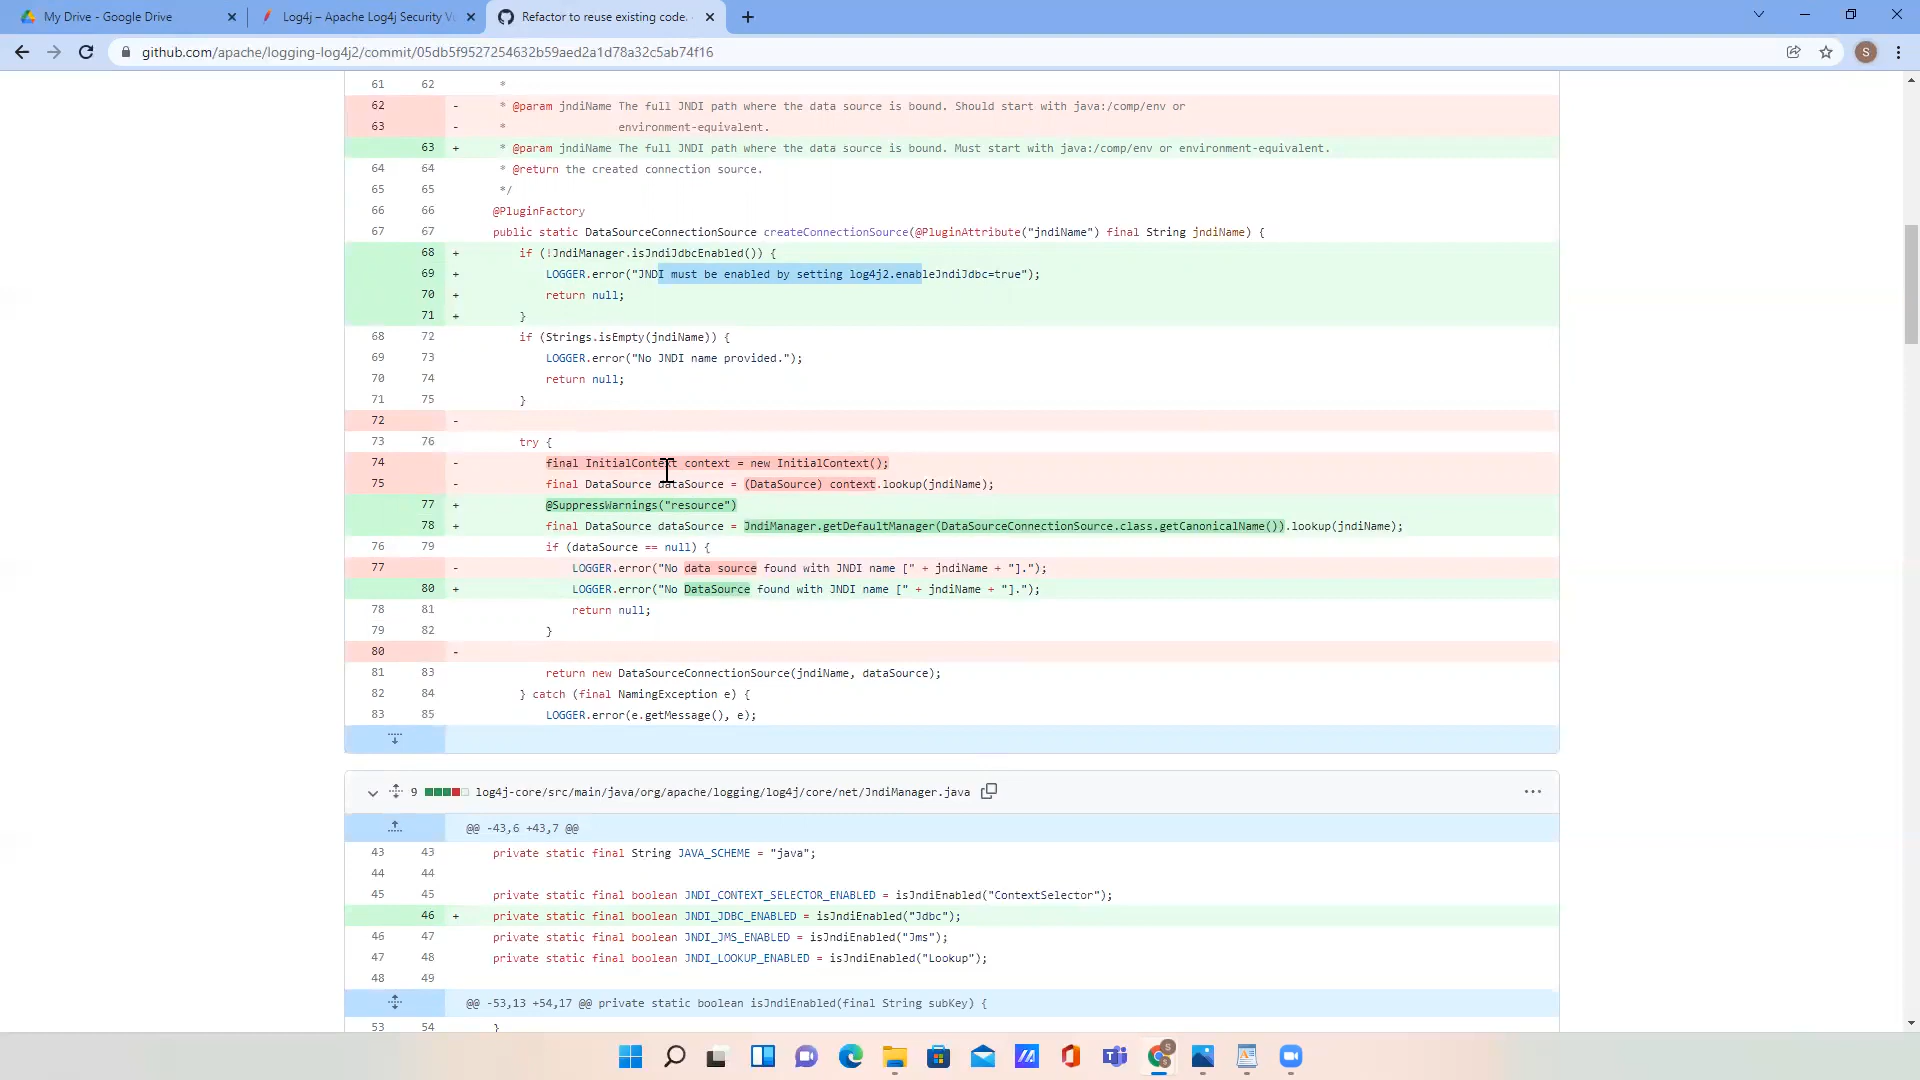 My Drive - Google Drive
Log4j – Apache Log4j Security Vu
Refactor to reuse existing code.
github.com/apache/logging-log4j2/commit/05db5f9527254632b59aed2a1d78a32c5ab74f16
S
61 62 *
62 - * @param jndiName The full JNDI path where the data source is bound. Should start with java:/comp/env or
63 - * environment-equivalent.
63 + * @param jndiName The full JNDI path where the data source is bound. Must start with java:/comp/env or environment-equivalent.
64 64 * @return the created connection source.
65 65 */
66 66 @PluginFactory
67 67 public static DataSourceConnectionSource createConnectionSource(@PluginAttribute("jndiName") final String jndiName) {
68 + if (!JndiManager.isJndiJdbcEnabled()) {
69 + LOGGER.error("JNDI must be enabled by setting log4j2.enableJndiJdbc=true");
70 + return null;
71 + }
68 72 if (Strings.isEmpty(jndiName)) {
69 73 LOGGER.error("No JNDI name provided.");
70 74 return null;
71 75 }
72 -
73 76 try {
74 - final InitialContext context = new InitialContext();
75 - final DataSource dataSource = (DataSource) context.lookup(jndiName);
77 + @SuppressWarnings("resource")
78 + final DataSource dataSource = JndiManager.getDefaultManager(DataSourceConnectionSource.class.getCanonicalName()).lookup(jndiName);
76 79 if (dataSource == null) {
77 - LOGGER.error("No data source found with JNDI name [" + jndiName + "].");
80 + LOGGER.error("No DataSource found with JNDI name [" + jndiName + "].");
78 81 return null;
79 82 }
80 -
81 83 return new DataSourceConnectionSource(jndiName, dataSource);
82 84 } catch (final NamingException e) {
83 85 LOGGER.error(e.getMessage(), e);
9 log4j-core/src/main/java/org/apache/logging/log4j/core/net/JndiManager.java
@@ -43,6 +43,7 @@
43 43 private static final String JAVA_SCHEME = "java";
44 44
45 45 private static final boolean JNDI_CONTEXT_SELECTOR_ENABLED = isJndiEnabled("ContextSelector");
46 + private static final boolean JNDI_JDBC_ENABLED = isJndiEnabled("Jdbc");
46 47 private static final boolean JNDI_JMS_ENABLED = isJndiEnabled("Jms");
47 48 private static final boolean JNDI_LOOKUP_ENABLED = isJndiEnabled("Lookup");
48 49
@@ -53,13 +54,17 @@ private static boolean isJndiEnabled(final String subKey) {
53 54 }